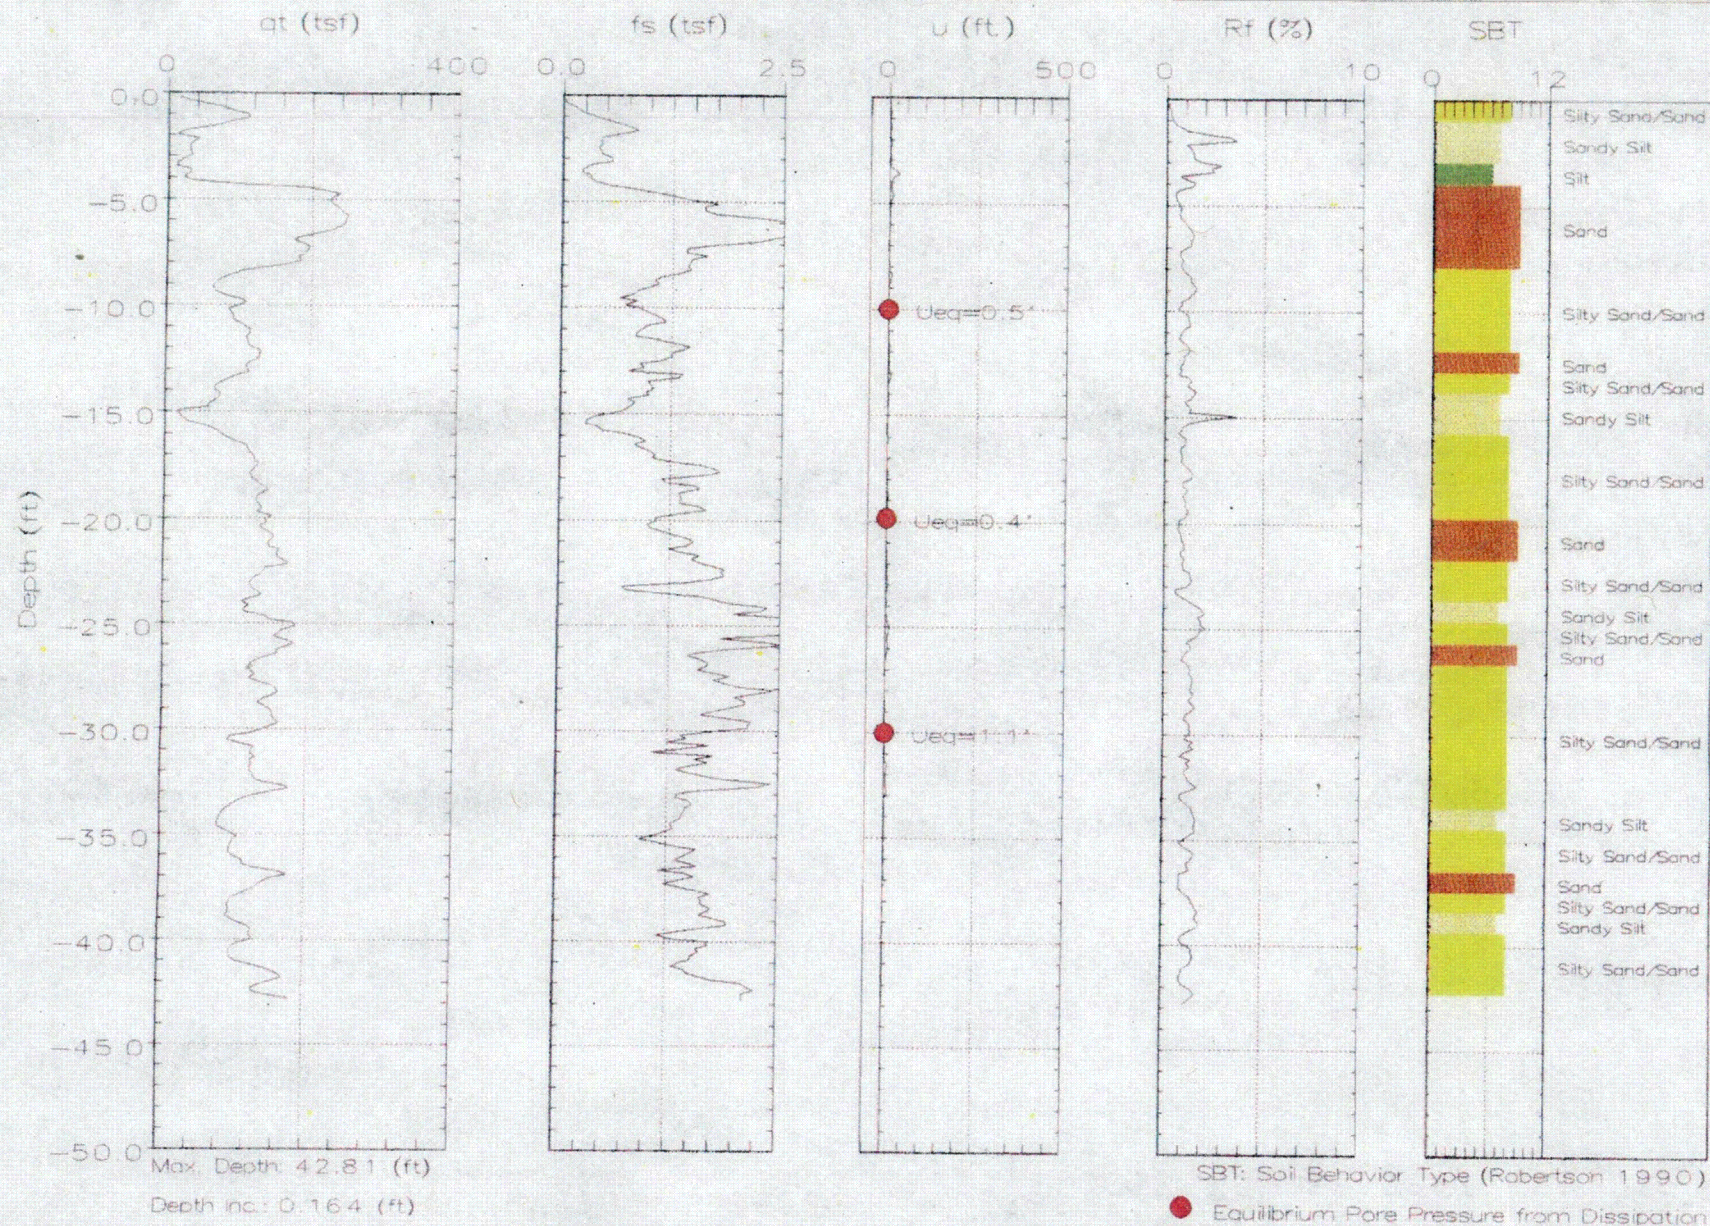 qt (tsf) fs (tsf) u (ft.) Rf (%) SBT
0 400 0.0 2.5 0 500 0 10 0 12
0.0
Silty Sand/Sand
Sandy Silt
Silt
-5.0
Sand
-10.0
Ueq=0.5'
Silty Sand/Sand
Sand
Silty Sand/Sand
-15.0
Sandy Silt
Silty Sand/Sand
Depth (ft)
-20.0
Ueq=0.4'
Sand
Silty Sand/Sand
Sandy Silt
-25.0
Silty Sand/Sand
Sand
-30.0
Ueq=1.1'
Silty Sand/Sand
Sandy Silt
-35.0
Silty Sand/Sand
Sand
Silty Sand/Sand
Sandy Silt
-40.0
Silty Sand/Sand
-45.0
-50.0
Max. Depth: 42.81 (ft)
Depth Inc.: 0.164 (ft)
SBT: Soil Behavior Type (Robertson 1990)
Equilibrium Pore Pressure from Dissipation